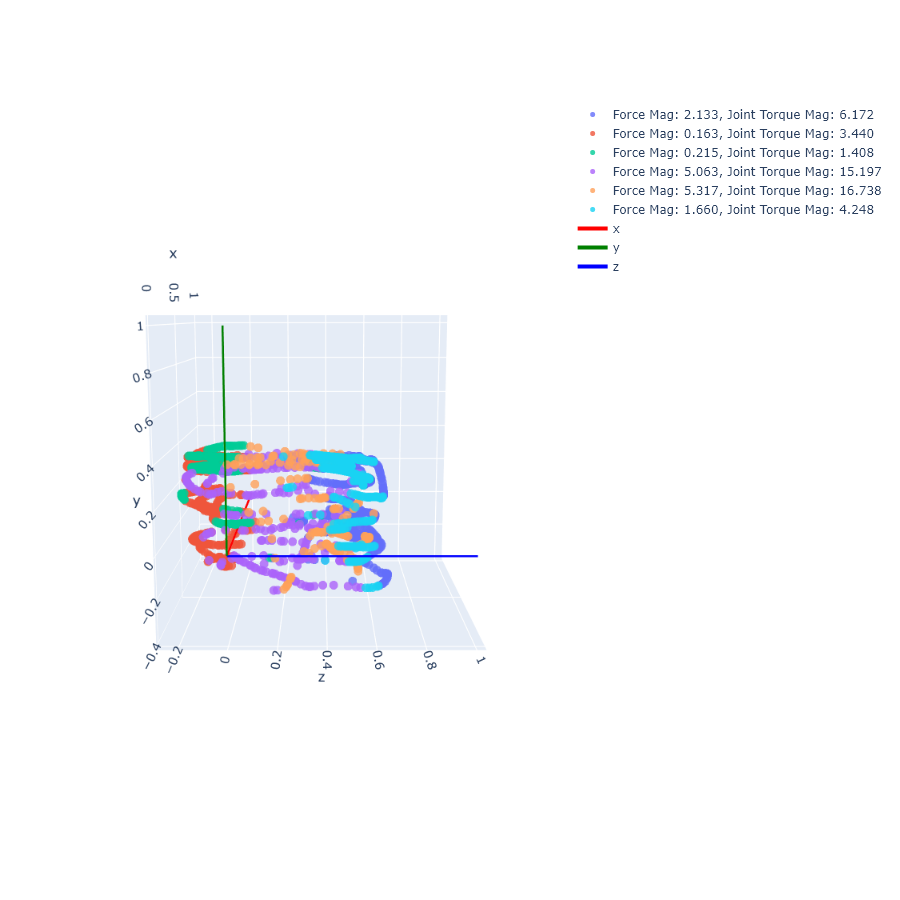 Force Mag: 2.133, Joint Torque Mag: 6.172
Force Mag: 0.163, Joint Torque Mag: 3.440
Force Mag: 0.215, Joint Torque Mag: 1.408
Force Mag: 5.063, Joint Torque Mag: 15.197
Force Mag: 5.317, Joint Torque Mag: 16.738
Force Mag: 1.660, Joint Torque Mag: 4.248
x
y
z
x
0
0.5
1
1
0.8
0.6
0.4
y
0.2
0
−0.2
−0.4
−0.2
0
0.2
0.4
0.6
0.8
1
z